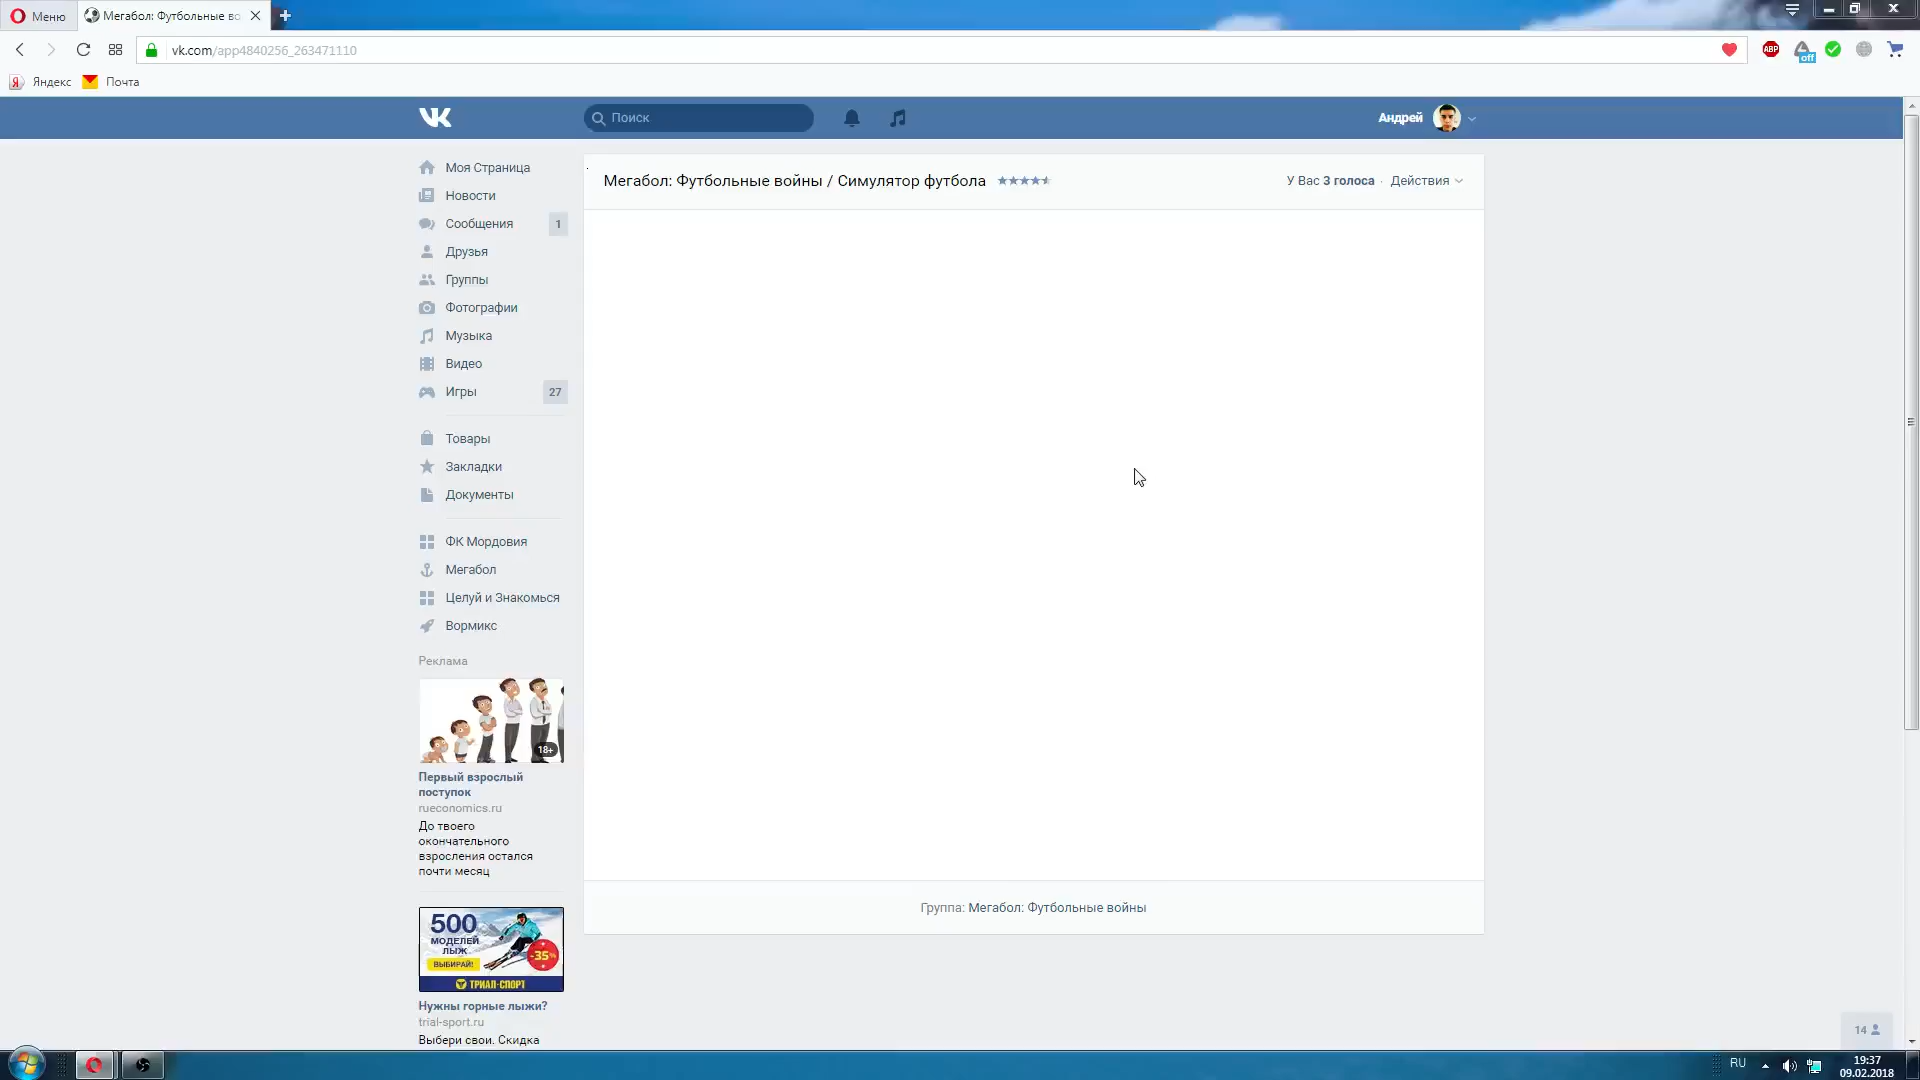 Меню
Мегабол: Футбольные во
vk.com/app4840256_263471110
ABP
off
Яндекс
Почта
Поиск
Андрей
Моя Страница
Новости
Сообщения
1
Друзья
Группы
Фотографии
Музыка
Видео
Игры
27
Товары
Закладки
Документы
ФК Мордовия
Мегабол
Целуй и Знакомься
Вормикс
Реклама
18+
Первый взрослый
поступок
rueconomics.ru
До твоего
окончательного
взросления остался
почти месяц
500
МОДЕЛЕЙ
ЛЫЖ
ВЫБИРАЙ!
-35%
ТРИАЛ-СПОРТ
Нужны горные лыжи?
trial-sport.ru
Выбери свои. Скидка
Мегабол: Футбольные войны / Симулятор футбола
У Вас 3 голоса · Действия
Группа: Мегабол: Футбольные войны
14
RU
19:37
09.02.2018